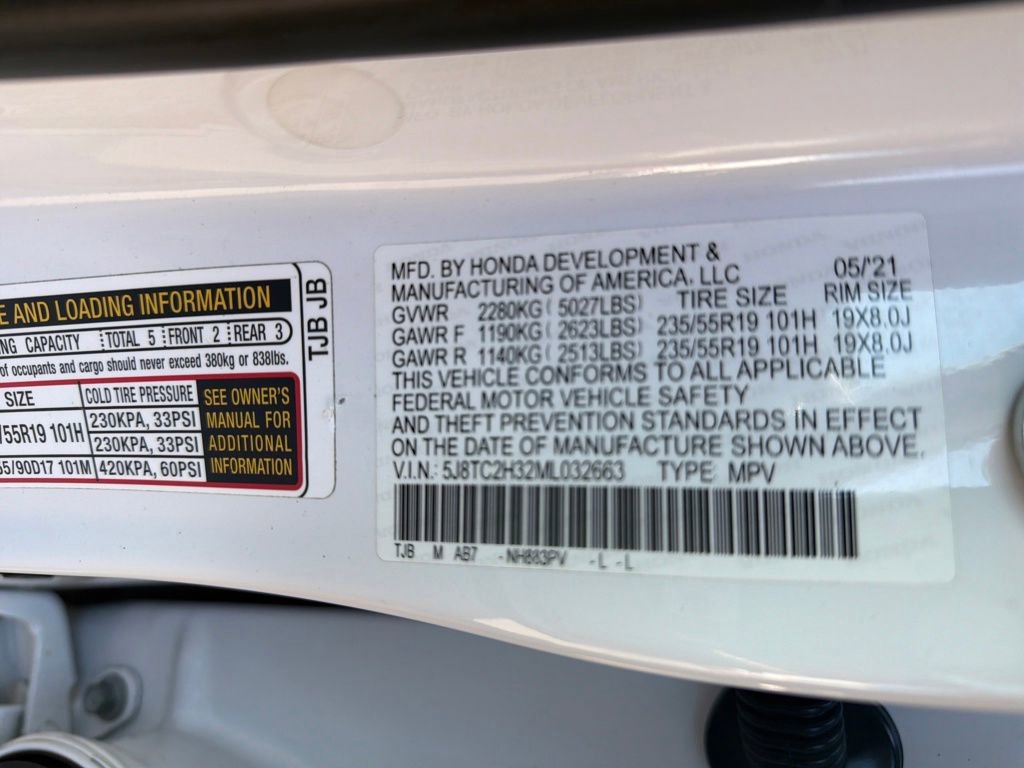 E AND LOADING INFORMATION
NG CAPACITY TOTAL 5 FRONT 2 REAR 3
of occupants and cargo should never exceed 380kg or 838lbs.
SIZE COLD TIRE PRESSURE
/55R19 101H 230KPA, 33PSI
230KPA, 33PSI
5/90D17 101M 420KPA, 60PSI
SEE OWNER'S
MANUAL FOR
ADDITIONAL
INFORMATION
TJB JB
MFD. BY HONDA DEVELOPMENT &
MANUFACTURING OF AMERICA, LLC 05/'21
GVWR 2280KG ( 5027LBS) TIRE SIZE RIM SIZE
GAWR F 1190KG ( 2623LBS) 235/55R19 101H 19X8.0J
GAWR R 1140KG ( 2513LBS) 235/55R19 101H 19X8.0J
THIS VEHICLE CONFORMS TO ALL APPLICABLE
FEDERAL MOTOR VEHICLE SAFETY
AND THEFT PREVENTION STANDARDS IN EFFECT
ON THE DATE OF MANUFACTURE SHOWN ABOVE.
V.I.N: 5J8TC2H32ML032663 TYPE: MPV
TJB M AB7 - NH883PV - L - L